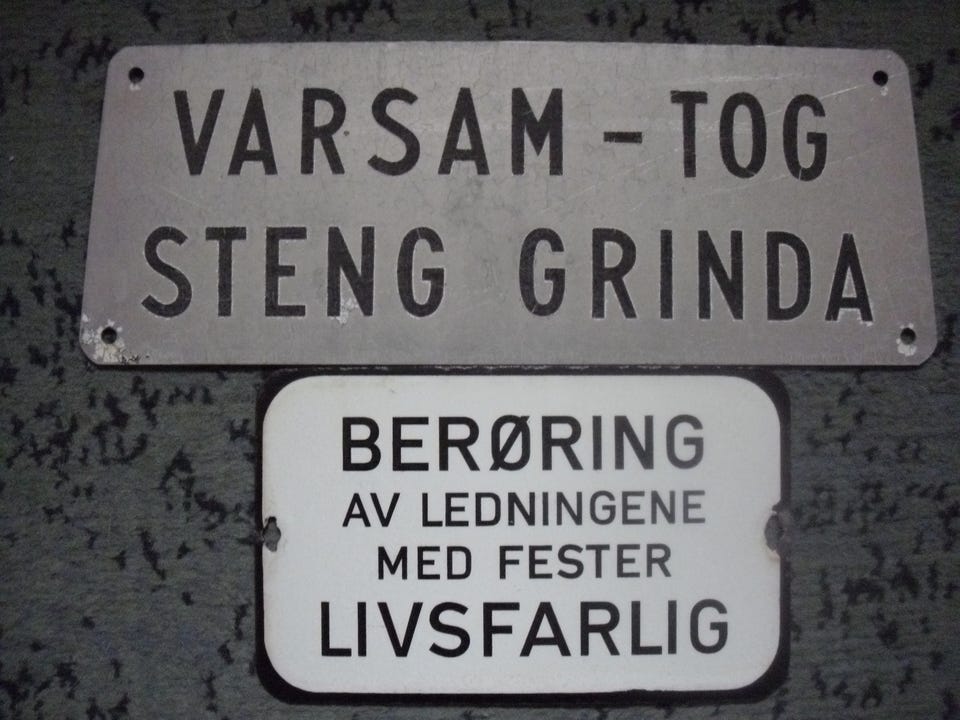 VARSAM – TOG
STENG GRINDA
BERØRING
AV LEDNINGENE
MED FESTER
LIVSFARLIG